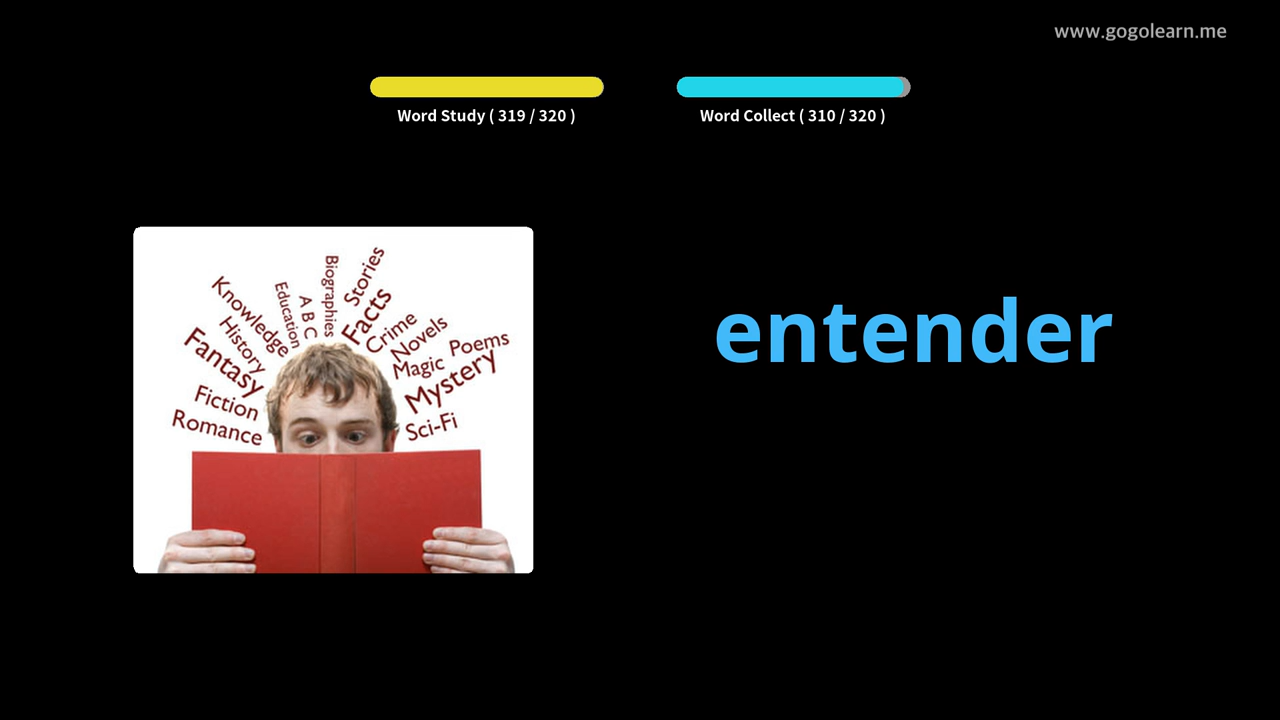 www.gogolearn.me
Word Study ( 319 / 320 )
Word Collect ( 310 / 320 )
entender
Biographies
Stories
Education
A B C
Facts
Knowledge
History
Crime
Novels
Poems
Fantasy
Magic
Mystery
Fiction
Romance
Sci-Fi